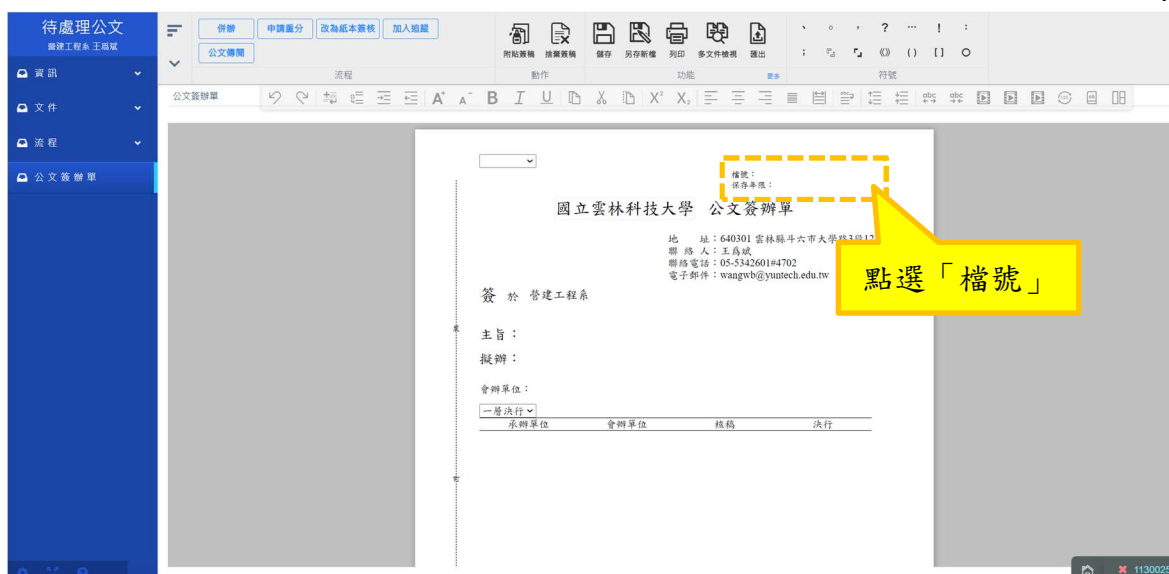 待處理公文
營建工程系 王爲斌
資訊
文件
流程
公文簽辦單
併辦
申請重分
改為紙本簽核
加入追蹤
公文傳閱
流程
附貼簽稿
捨棄簽稿
動作
儲存
另存新檔
列印
多文件檢視
匯出
功能
更多
、 。 , ? … ! :
; 『』 「」 《》 () [] ○
符號
公文簽辦單
檔號:
保存年限:
國立雲林科技大學 公文簽辦單
地 址:640301 雲林縣斗六市大學路3段12
聯 絡 人:王爲斌
聯絡電話:05-5342601#4702
電子郵件:wangwb@yuntech.edu.tw
點選「檔號」
簽 於 營建工程系
主旨:
擬辦:
會辦單位:
一層決行
承辦單位 會辦單位 核稿 決行
1130025